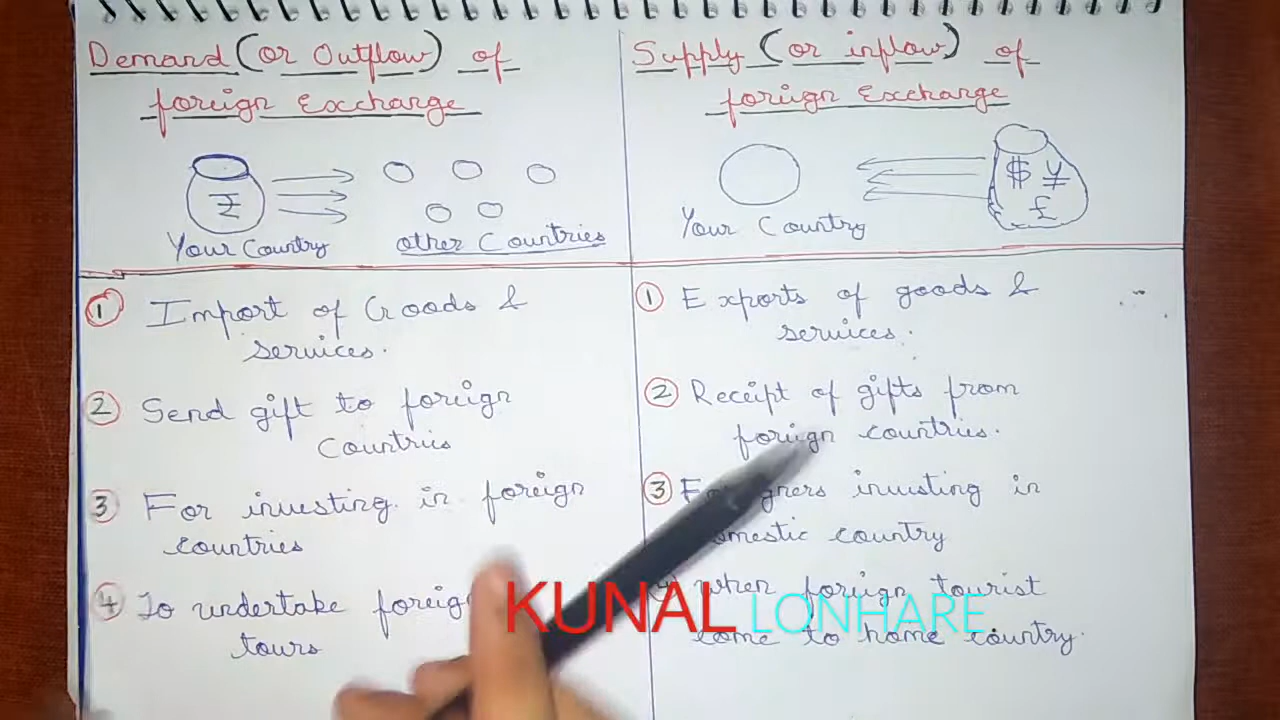 Demand (or Outflow) of
foreign Exchange
₹
Your Country
other Countries
① Import of Goods &
services.
② Send gift to foreign
Countries
③ For investing in foreign
countries
④ To undertake foreign
tours
Supply (or inflow) of
foreign Exchange
$ ¥
£
Your Country
① Exports of goods &
services.
② Receipt of gifts from
foreign countries.
③ investing in
country
when foreign tourist
come to home country.
KUNAL LONHARE